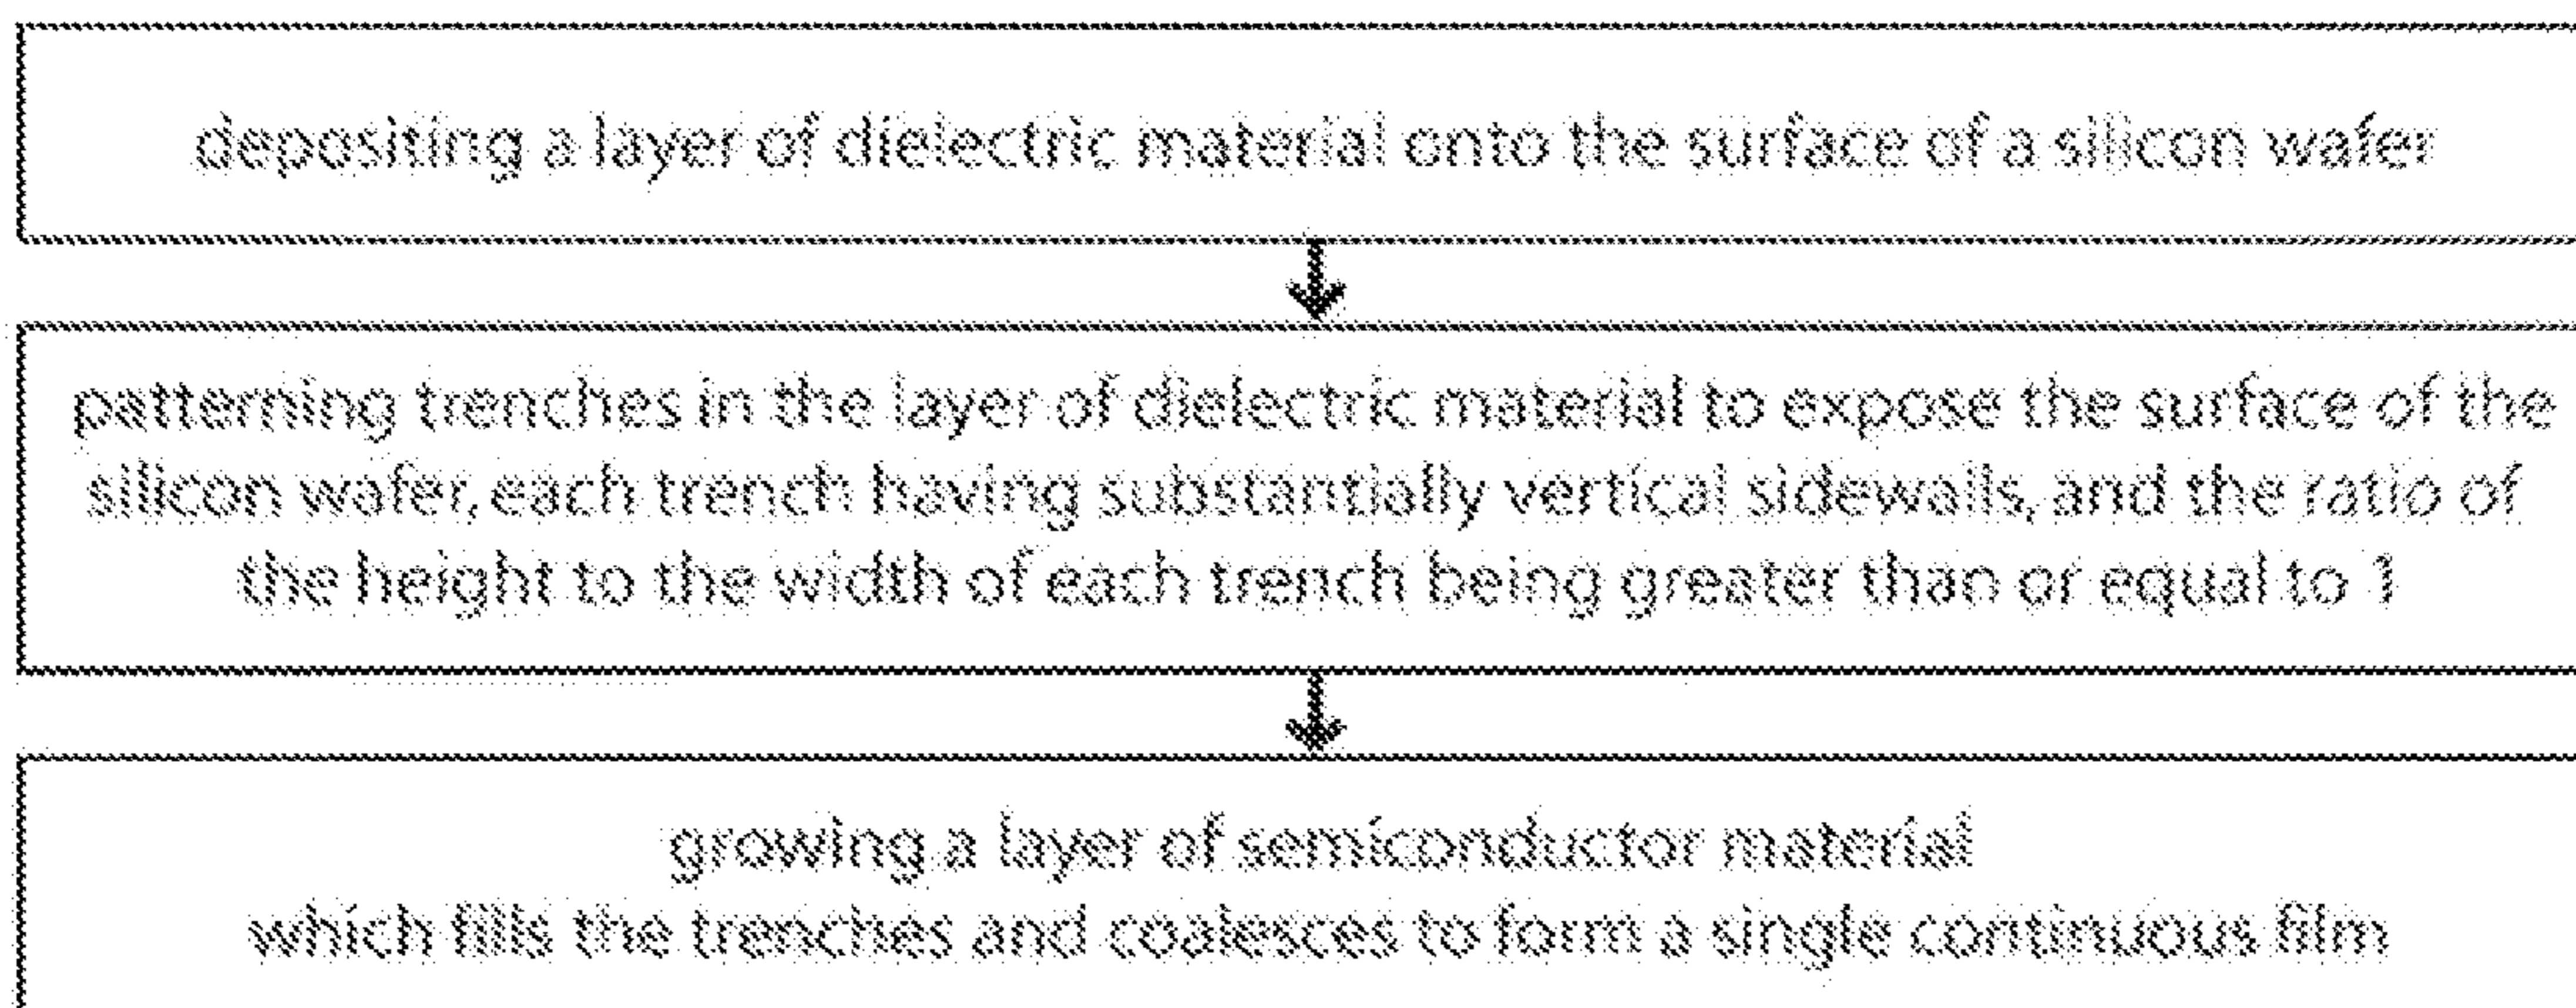 depositing a layer of dielectric material onto the surface of a silicon wafer
patterning trenches in the layer of dielectric material to expose the surface of the
silicon wafer, each trench having substantially vertical sidewalls, and the ratio of
the height to the width of each trench being greater than or equal to 1
growing a layer of semiconductor material
which fills the trenches and coalesces to form a single continuous film